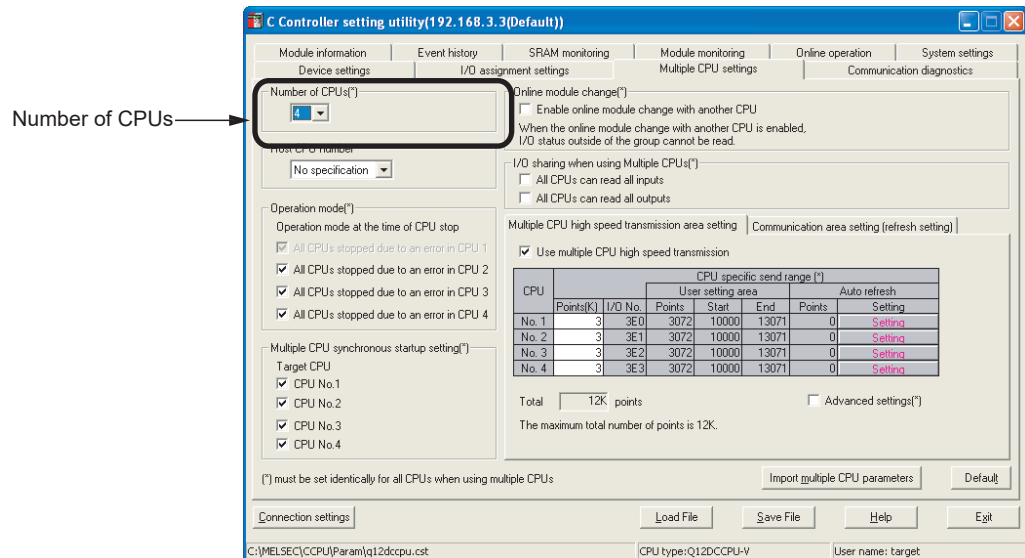 C Controller setting utility(192.168.3.3(Default))
Module information
Event history
SRAM monitoring
Module monitoring
Online operation
System settings
Device settings
I/O assignment settings
Multiple CPU settings
Communication diagnostics
Number of CPUs
Number of CPUs(*)
4
Host CPU number
No specification
Operation mode(*)
Operation mode at the time of CPU stop
All CPUs stopped due to an error in CPU 1
All CPUs stopped due to an error in CPU 2
All CPUs stopped due to an error in CPU 3
All CPUs stopped due to an error in CPU 4
Multiple CPU synchronous startup setting(*)
Target CPU
CPU No.1
CPU No.2
CPU No.3
CPU No.4
Online module change(*)
Enable online module change with another CPU
When the online module change with another CPU is enabled,
I/O status outside of the group cannot be read.
I/O sharing when using Multiple CPUs(*)
All CPUs can read all inputs
All CPUs can read all outputs
Multiple CPU high speed transmission area setting
Communication area setting (refresh setting)
Use multiple CPU high speed transmission
CPU specific send range (*)
CPU User setting area Auto refresh
Points(K) I/O No. Points Start End Points Setting
No. 1 3 3E0 3072 10000 13071 0 Setting
No. 2 3 3E1 3072 10000 13071 0 Setting
No. 3 3 3E2 3072 10000 13071 0 Setting
No. 4 3 3E3 3072 10000 13071 0 Setting
Total 12K points
Advanced settings(*)
The maximum total number of points is 12K.
(*) must be set identically for all CPUs when using multiple CPUs
Import multiple CPU parameters
Default
Connection settings
Load File
Save File
Help
Exit
C:\MELSEC\CCPU\Param\q12dccpu.cst
CPU type:Q12DCCPU-V
User name: target